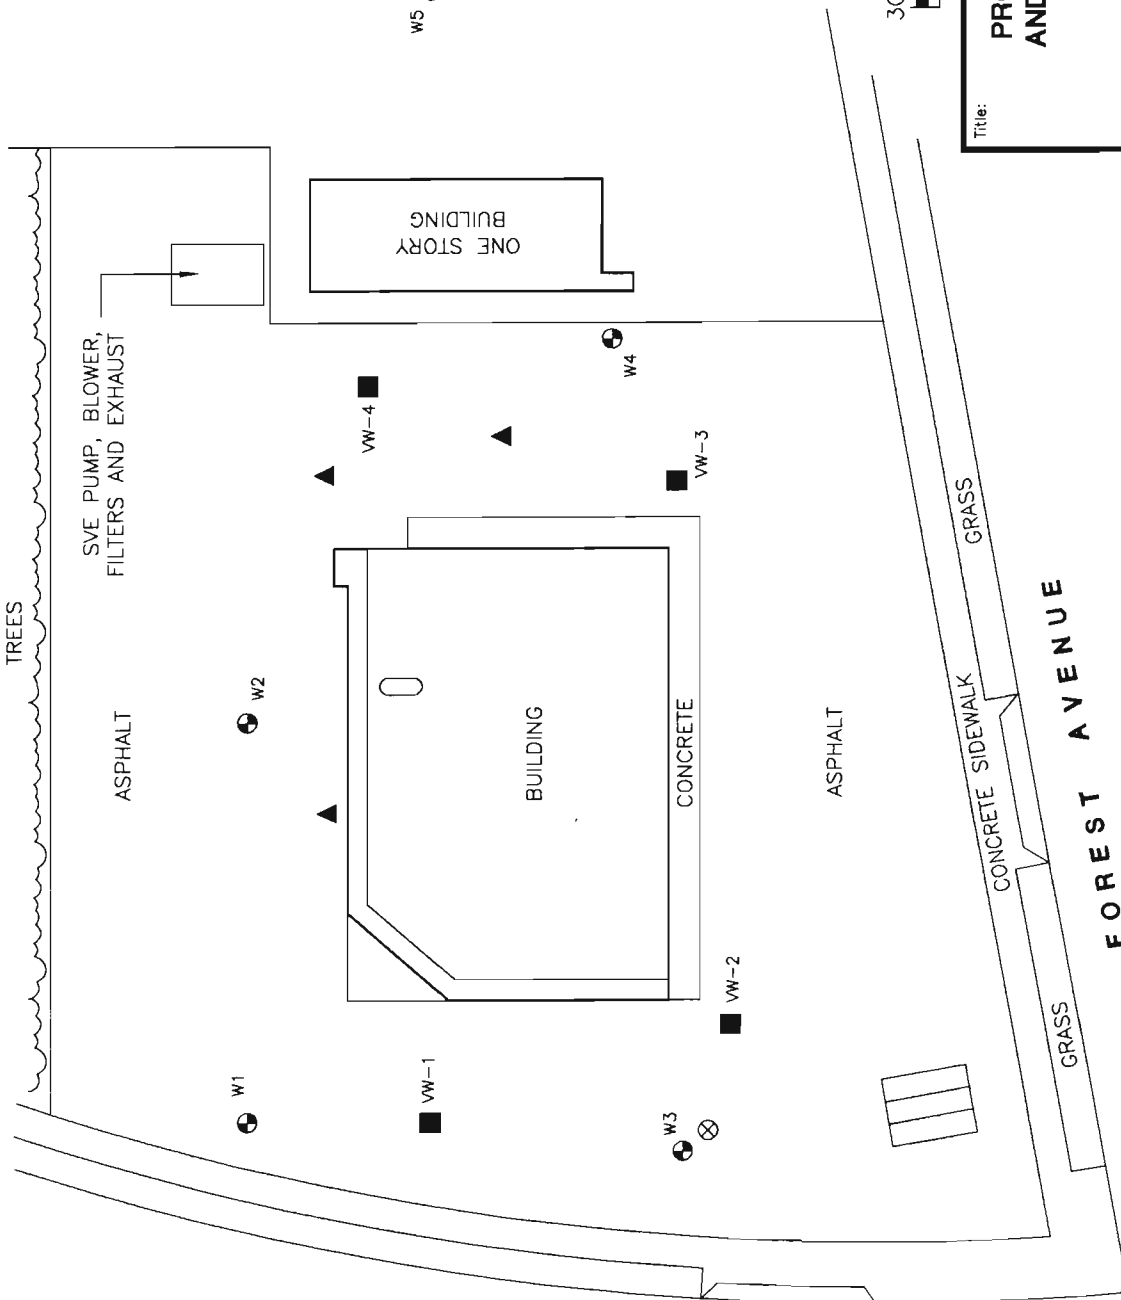 TREES
SVE PUMP, BLOWER,
FILTERS AND EXHAUST
ASPHALT
W1
W2
W5
ONE STORY
BUILDING
VW-4
VW-1
W4
BUILDING
VW-3
W3
VW-2
CONCRETE
ASPHALT
GRASS
CONCRETE SIDEWALK
GRASS
FOREST AVENUE
Title: